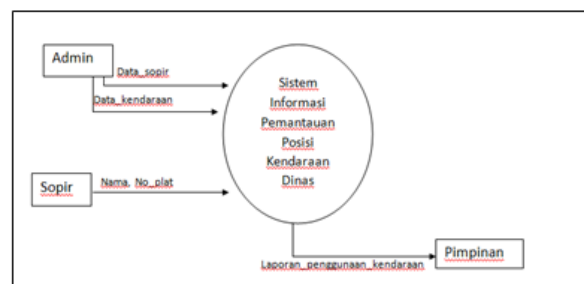 Admin
Data_sopir
Data_kendaraan
Sistem
Informasi
Pemantauan
Posisi
Kendaraan
Dinas
Sopir
Nama, No_plat
Pimpinan
Laporan_penggunaan_kendaraan